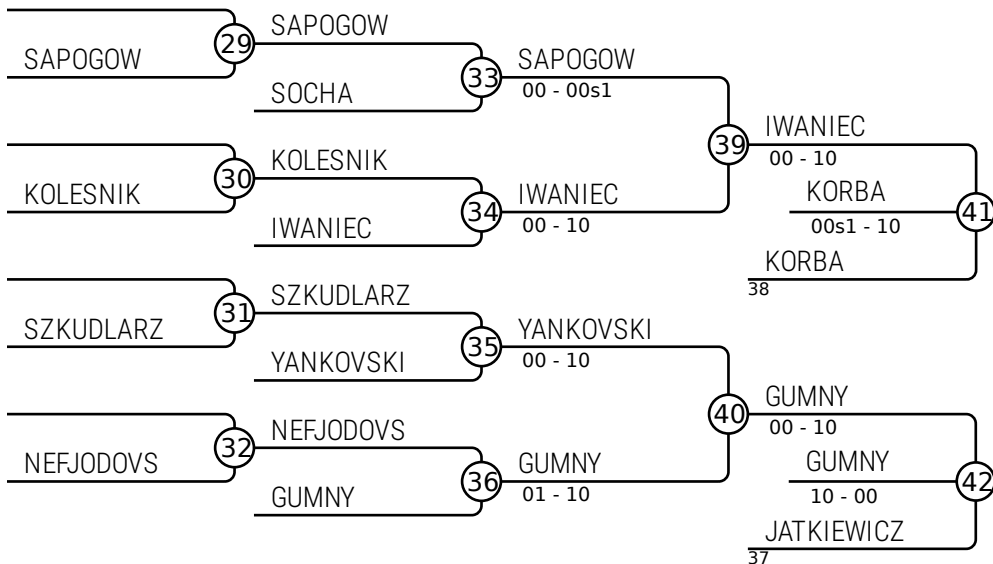 SAPOGOW
29
SAPOGOW
SOCHA
33
SAPOGOW
00 - 00s1
KOLESNIK
30
KOLESNIK
IWANIEC
34
IWANIEC
00 - 10
39
IWANIEC
00 - 10
KORBA
00s1 - 10
41
KORBA
38
SZKUDLARZ
31
SZKUDLARZ
YANKOVSKI
35
YANKOVSKI
00 - 10
NEFJODOVS
32
NEFJODOVS
GUMNY
36
GUMNY
01 - 10
40
GUMNY
00 - 10
GUMNY
10 - 00
42
JATKIEWICZ
37